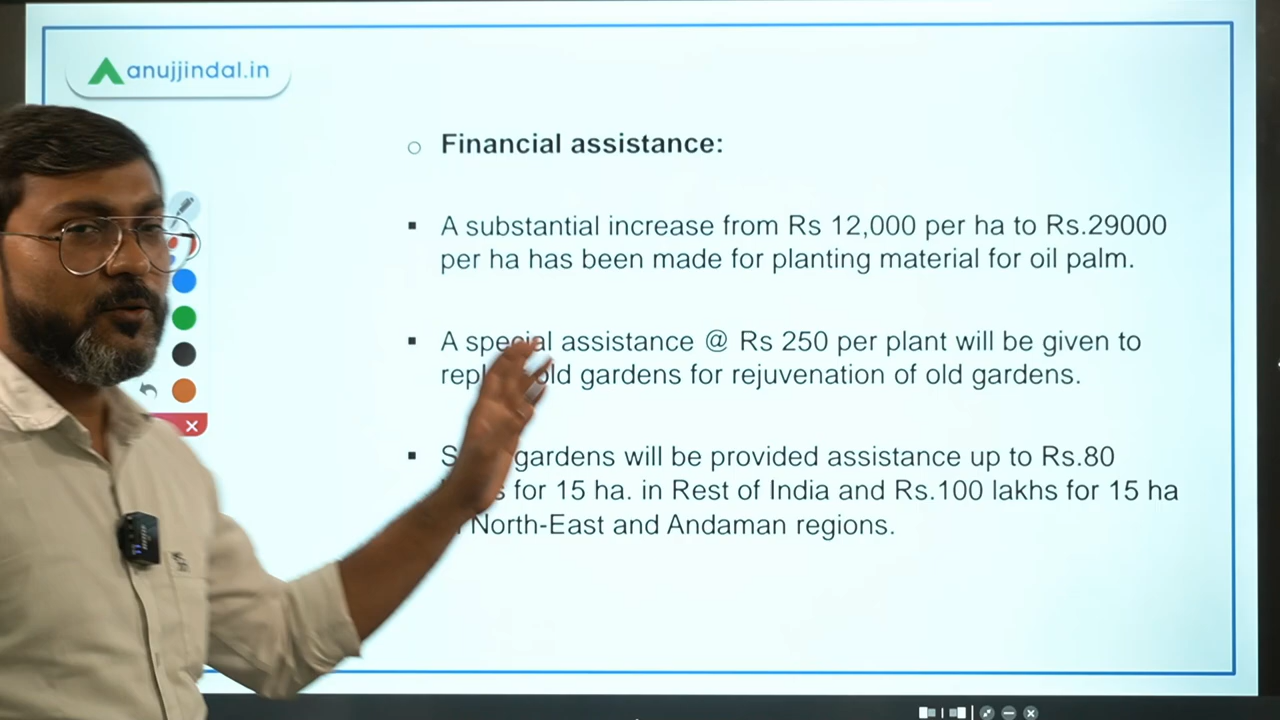 anujjindal.in
Financial assistance:
A substantial increase from Rs 12,000 per ha to Rs.29000
per ha has been made for planting material for oil palm.
A special assistance @ Rs 250 per plant will be given to
old gardens for rejuvenation of old gardens.
gardens will be provided assistance up to Rs.80
for 15 ha. in Rest of India and Rs.100 lakhs for 15 ha
North-East and Andaman regions.